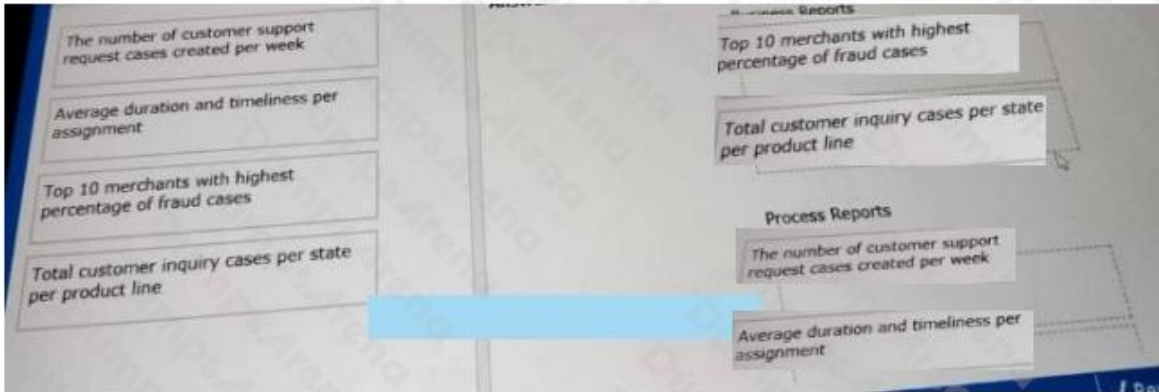 The number of customer support
request cases created per week
Average duration and timeliness per
assignment
Top 10 merchants with highest
percentage of fraud cases
Total customer inquiry cases per state
per product line
Business Reports
Top 10 merchants with highest
percentage of fraud cases
Total customer inquiry cases per state
per product line
Process Reports
The number of customer support
request cases created per week
Average duration and timeliness per
assignment